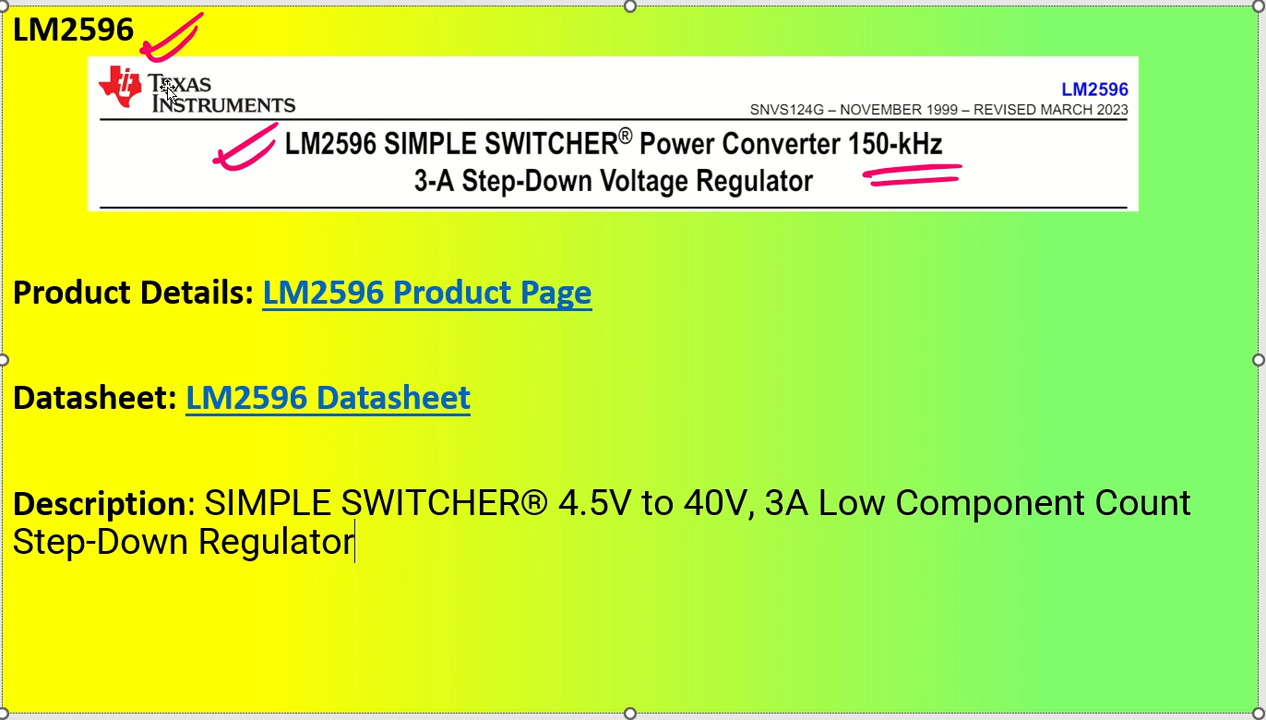 LM2596
TEXAS
INSTRUMENTS
LM2596
SNVS124G – NOVEMBER 1999 – REVISED MARCH 2023
LM2596 SIMPLE SWITCHER® Power Converter 150-kHz
3-A Step-Down Voltage Regulator
Product Details: LM2596 Product Page
Datasheet: LM2596 Datasheet
Description: SIMPLE SWITCHER® 4.5V to 40V, 3A Low Component Count
Step-Down Regulator